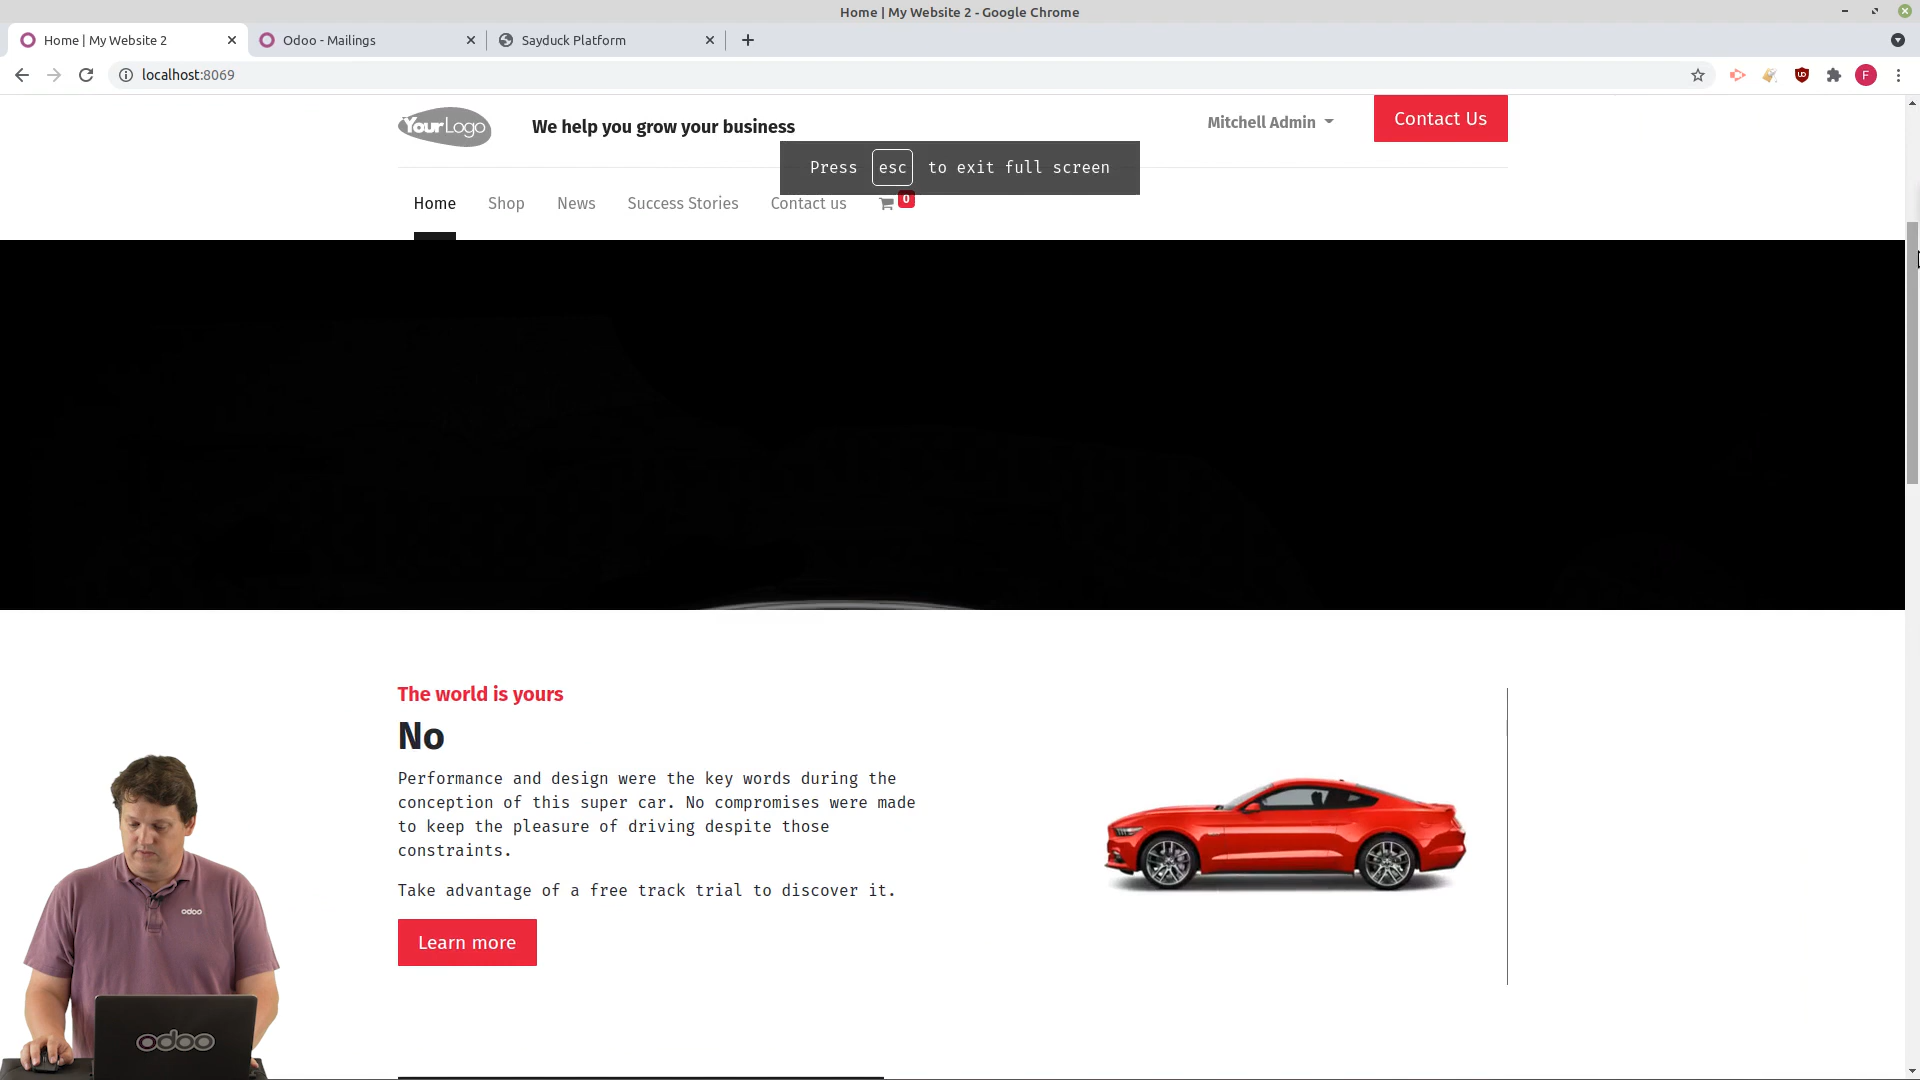 Home | My Website 2 - Google Chrome
Home | My Website 2
Odoo - Mailings
Sayduck Platform
localhost:8069
F
YourLogo
We help you grow your business
Mitchell Admin
Contact Us
Press esc to exit full screen
Home
Shop
News
Success Stories
Contact us
0
The world is yours
No
Performance and design were the key words during the
conception of this super car. No compromises were made
to keep the pleasure of driving despite those
constraints.
Take advantage of a free track trial to discover it.
Learn more
odoo
odoo